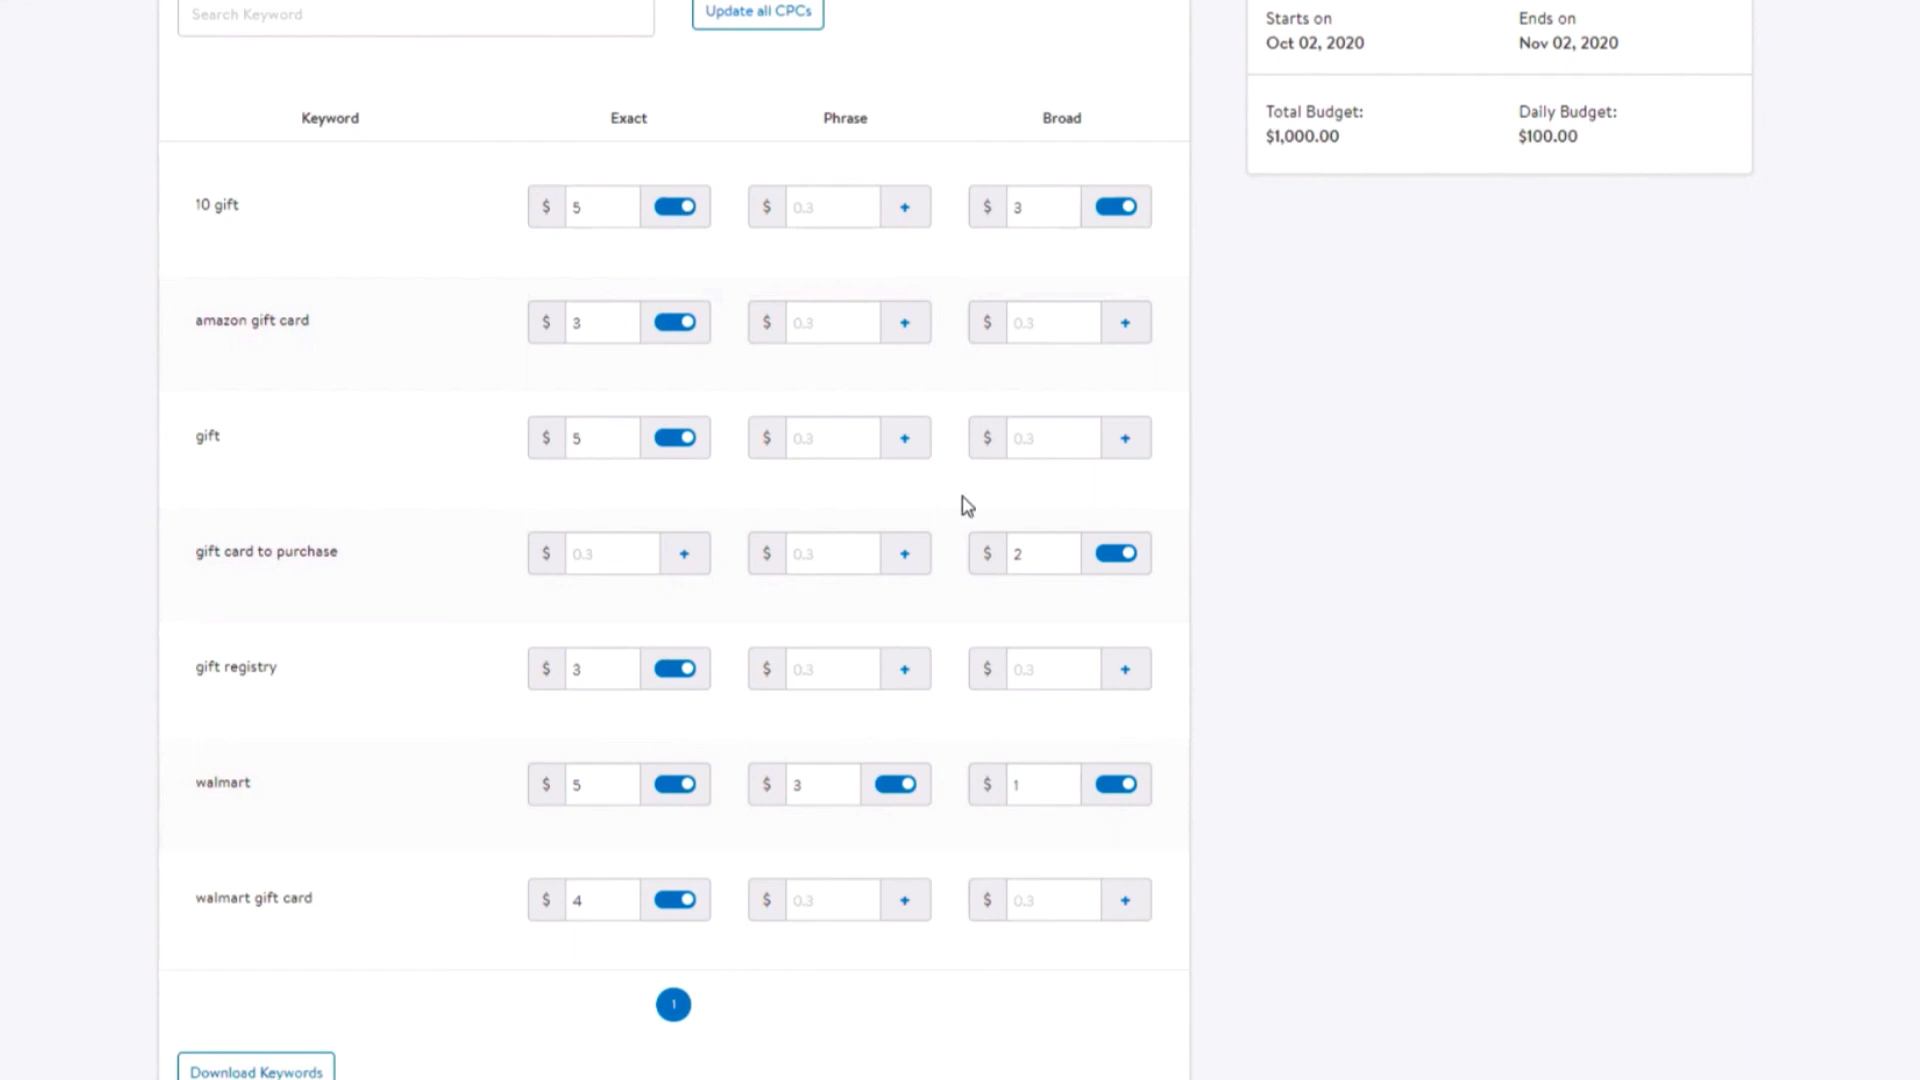 Search Keyword Update all CPCs
Starts on Ends on
Oct 02, 2020 Nov 02, 2020
Total Budget: Daily Budget:
$1,000.00 $100.00
Keyword Exact Phrase Broad
10 gift $ 5 $ 0.3 + $ 3
amazon gift card $ 3 $ 0.3 + $ 0.3 +
gift $ 5 $ 0.3 + $ 0.3 +
gift card to purchase $ 0.3 + $ 0.3 + $ 2
gift registry $ 3 $ 0.3 + $ 0.3 +
walmart $ 5 $ 3 $ 1
walmart gift card $ 4 $ 0.3 + $ 0.3 +
1
Download Keywords